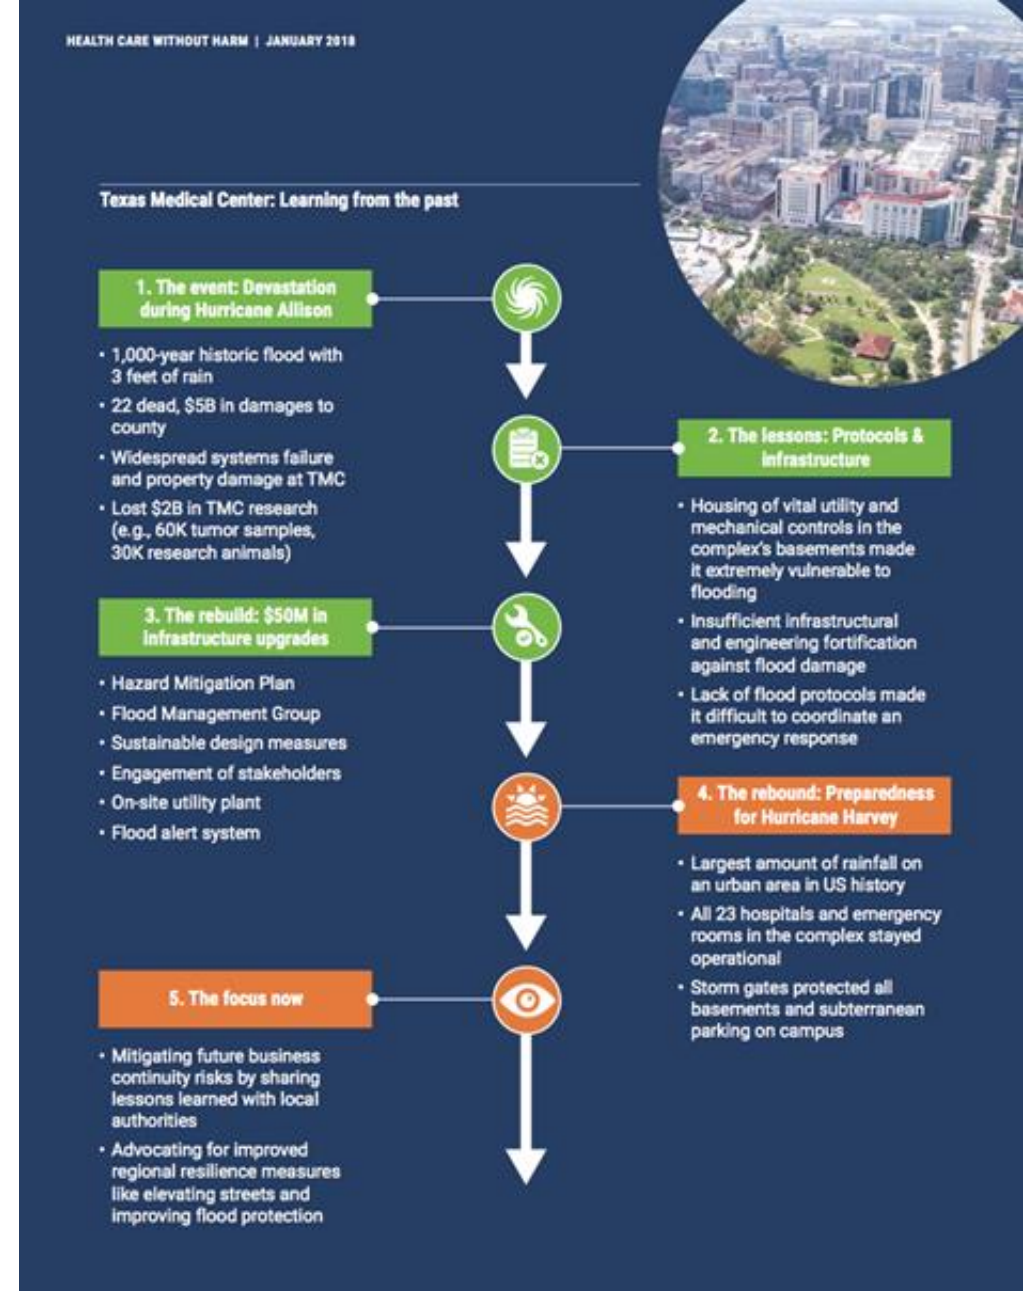 HEALTH CARE WITHOUT HARM | JANUARY 2018
Texas Medical Center: Learning from the past
1. The event: Devastation
during Hurricane Allison
• 1,000-year historic flood with
3 feet of rain
• 22 dead, $5B in damages to
county
• Widespread systems failure
and property damage at TMC
• Lost $2B in TMC research
(e.g., 60K tumor samples,
30K research animals)
2. The lessons: Protocols &
infrastructure
• Housing of vital utility and
mechanical controls in the
complex's basements made
it extremely vulnerable to
flooding
• Insufficient infrastructural
and engineering fortification
against flood damage
• Lack of flood protocols made
it difficult to coordinate an
emergency response
3. The rebuild: $50M in
infrastructure upgrades
• Hazard Mitigation Plan
• Flood Management Group
• Sustainable design measures
• Engagement of stakeholders
• On-site utility plant
• Flood alert system
4. The rebound: Preparedness
for Hurricane Harvey
• Largest amount of rainfall on
an urban area in US history
• All 23 hospitals and emergency
rooms in the complex stayed
operational
• Storm gates protected all
basements and subterranean
parking on campus
5. The focus now
• Mitigating future business
continuity risks by sharing
lessons learned with local
authorities
• Advocating for improved
regional resilience measures
like elevating streets and
improving flood protection